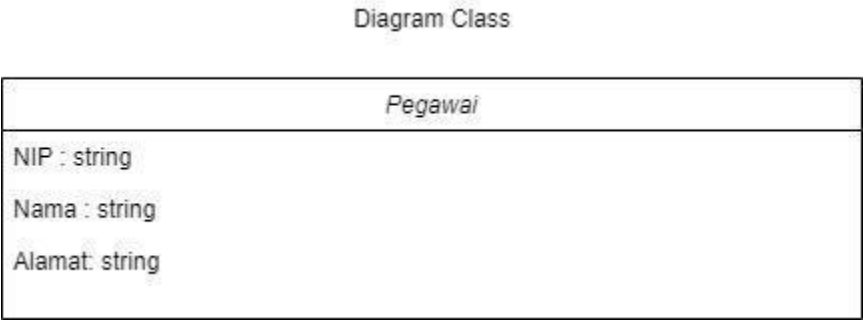 Diagram Class
Pegawai
NIP : string
Nama : string
Alamat: string